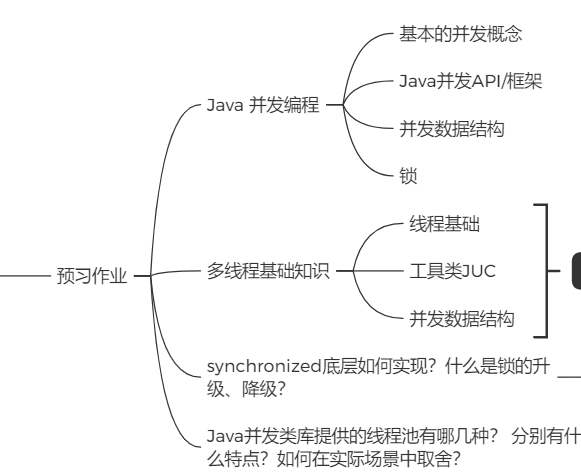 基本的并发概念
Java并发API/框架
Java 并发编程
并发数据结构
锁
线程基础
预习作业
多线程基础知识
工具类JUC
并发数据结构
synchronized底层如何实现？什么是锁的升
级、降级？
Java并发类库提供的线程池有哪几种？ 分别有什
么特点？如何在实际场景中取舍？